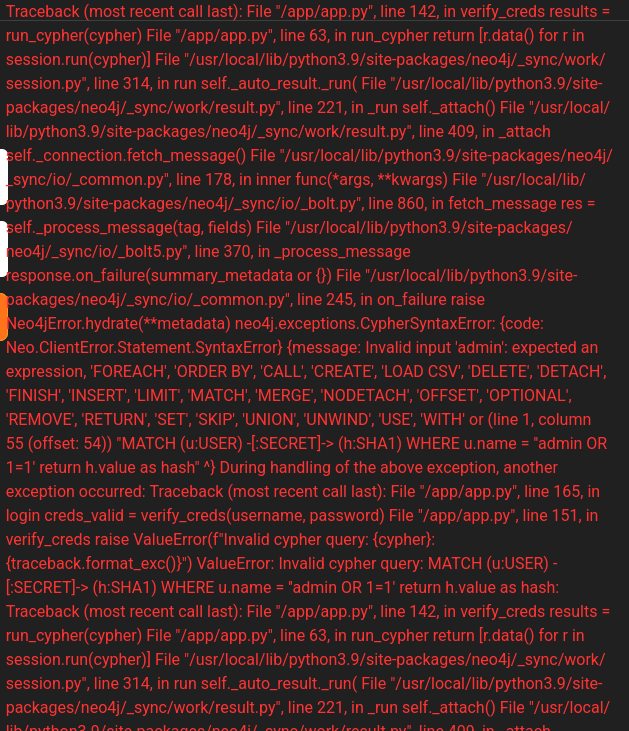 Traceback (most recent call last): File "/app/app.py", line 142, in verify_creds results =
run_cypher(cypher) File "/app/app.py", line 63, in run_cypher return [r.data() for r in
session.run(cypher)] File "/usr/local/lib/python3.9/site-packages/neo4j/_sync/work/
session.py", line 314, in run self._auto_result._run( File "/usr/local/lib/python3.9/site-
packages/neo4j/_sync/work/result.py", line 221, in _run self._attach() File "/usr/local/
lib/python3.9/site-packages/neo4j/_sync/work/result.py", line 409, in _attach
self._connection.fetch_message() File "/usr/local/lib/python3.9/site-packages/neo4j/
_sync/io/_common.py", line 178, in inner func(*args, **kwargs) File "/usr/local/lib/
python3.9/site-packages/neo4j/_sync/io/_bolt.py", line 860, in fetch_message res =
self._process_message(tag, fields) File "/usr/local/lib/python3.9/site-packages/
neo4j/_sync/io/_bolt5.py", line 370, in _process_message
response.on_failure(summary_metadata or {}) File "/usr/local/lib/python3.9/site-
packages/neo4j/_sync/io/_common.py", line 245, in on_failure raise
Neo4jError.hydrate(**metadata) neo4j.exceptions.CypherSyntaxError: {code:
Neo.ClientError.Statement.SyntaxError} {message: Invalid input 'admin': expected an
expression, 'FOREACH', 'ORDER BY', 'CALL', 'CREATE', 'LOAD CSV', 'DELETE', 'DETACH',
'FINISH', 'INSERT', 'LIMIT', 'MATCH', 'MERGE', 'NODETACH', 'OFFSET', 'OPTIONAL',
'REMOVE', 'RETURN', 'SET', 'SKIP', 'UNION', 'UNWIND', 'USE', 'WITH' or <EOF> (line 1, column
55 (offset: 54)) "MATCH (u:USER) -[:SECRET]-> (h:SHA1) WHERE u.name = ''admin OR
1=1' return h.value as hash" ^} During handling of the above exception, another
exception occurred: Traceback (most recent call last): File "/app/app.py", line 165, in
login creds_valid = verify_creds(username, password) File "/app/app.py", line 151, in
verify_creds raise ValueError(f"Invalid cypher query: {cypher}:
{traceback.format_exc()}") ValueError: Invalid cypher query: MATCH (u:USER) -
[:SECRET]-> (h:SHA1) WHERE u.name = ''admin OR 1=1' return h.value as hash:
Traceback (most recent call last): File "/app/app.py", line 142, in verify_creds results =
run_cypher(cypher) File "/app/app.py", line 63, in run_cypher return [r.data() for r in
session.run(cypher)] File "/usr/local/lib/python3.9/site-packages/neo4j/_sync/work/
session.py", line 314, in run self._auto_result._run( File "/usr/local/lib/python3.9/site-
packages/neo4j/_sync/work/result.py", line 221, in _run self._attach() File "/usr/local/
lib/python3.9/site-packages/neo4j/_sync/work/result.py", line 409, in _attach